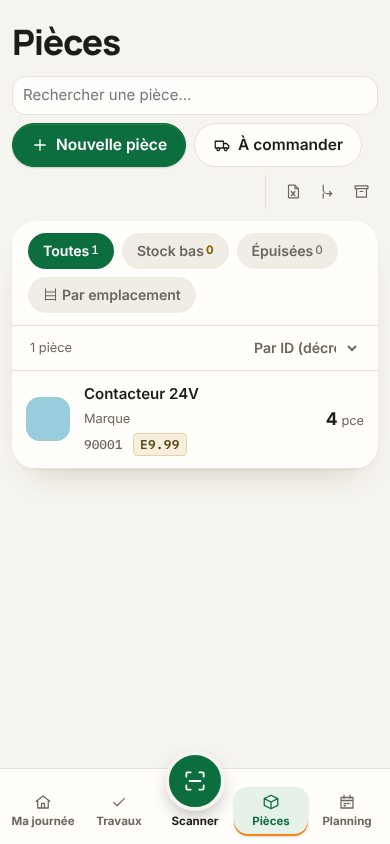 Pièces
Rechercher une pièce...
Nouvelle pièce
À commander
Toutes 1
Stock bas 0
Épuisées 0
Par emplacement
1 pièce
Par ID (décr
Contacteur 24V
Marque
4 pce
90001 E9.99
Ma journée
Travaux
Scanner
Pièces
Planning